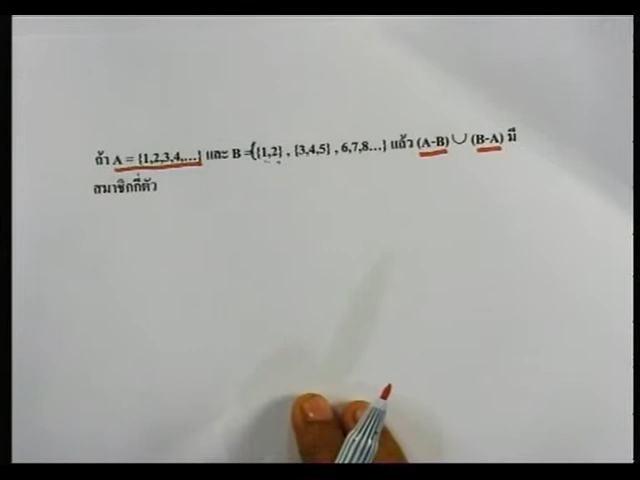 ถ้า A = {1,2,3,4,...} และ B ={{1,2} , {3,4,5} , 6,7,8...} แล้ว (A-B) ∪ (B-A) มี
สมาชิกกี่ตัว